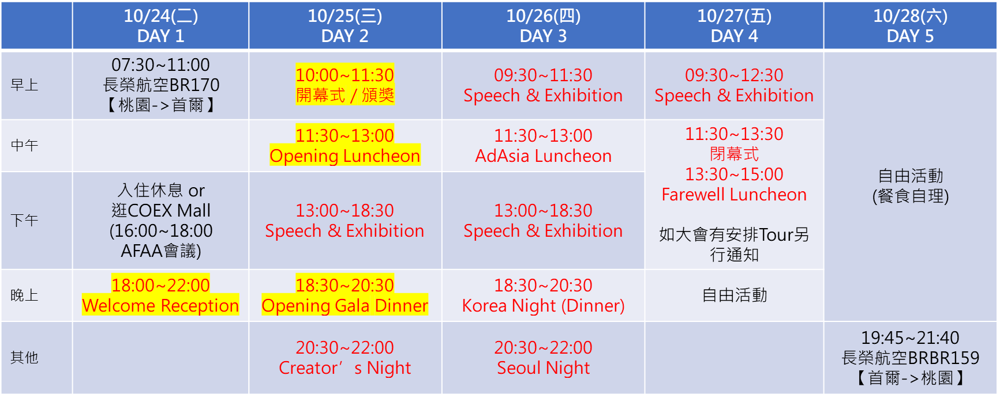 10/24(二)
DAY 1
10/25(三)
DAY 2
10/26(四)
DAY 3
10/27(五)
DAY 4
10/28(六)
DAY 5
早上
07:30~11:00
長榮航空BR170
【桃園->首爾】
10:00~11:30
開幕式 / 頒獎
09:30~11:30
Speech & Exhibition
09:30~12:30
Speech & Exhibition
自由活動
(餐食自理)
中午
11:30~13:00
Opening Luncheon
11:30~13:00
AdAsia Luncheon
11:30~13:30
閉幕式
13:30~15:00
Farewell Luncheon
如大會有安排Tour另
行通知
下午
入住休息 or
逛COEX Mall
(16:00~18:00
AFAA會議)
13:00~18:30
Speech & Exhibition
13:00~18:30
Speech & Exhibition
晚上
18:00~22:00
Welcome Reception
18:30~20:30
Opening Gala Dinner
18:30~20:30
Korea Night (Dinner)
自由活動
其他
20:30~22:00
Creator’s Night
20:30~22:00
Seoul Night
19:45~21:40
長榮航空BRBR159
【首爾->桃園】